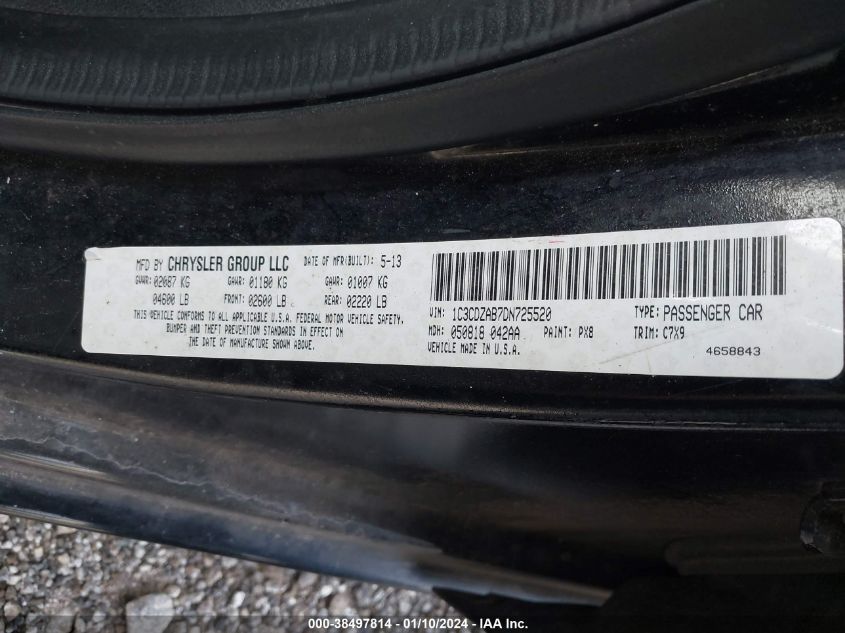 MFD BY CHRYSLER GROUP LLC DATE OF MFR(BUILT): 5-13
GVWR: 02087 KG GAWR: 01180 KG GAWR: 01007 KG
04600 LB FRONT: 02600 LB REAR: 02220 LB
THIS VEHICLE CONFORMS TO ALL APPLICABLE U.S.A. FEDERAL MOTOR VEHICLE SAFETY,
BUMPER AND THEFT PREVENTION STANDARDS IN EFFECT ON
THE DATE OF MANUFACTURE SHOWN ABOVE.
VIN: 1C3CDZAB7DN725520 TYPE: PASSENGER CAR
MDH: 050818 042AA PAINT: PX8 TRIM: C7X9
VEHICLE MADE IN U.S.A. 4658843
000-38497814 - 01/10/2024 - IAA Inc.